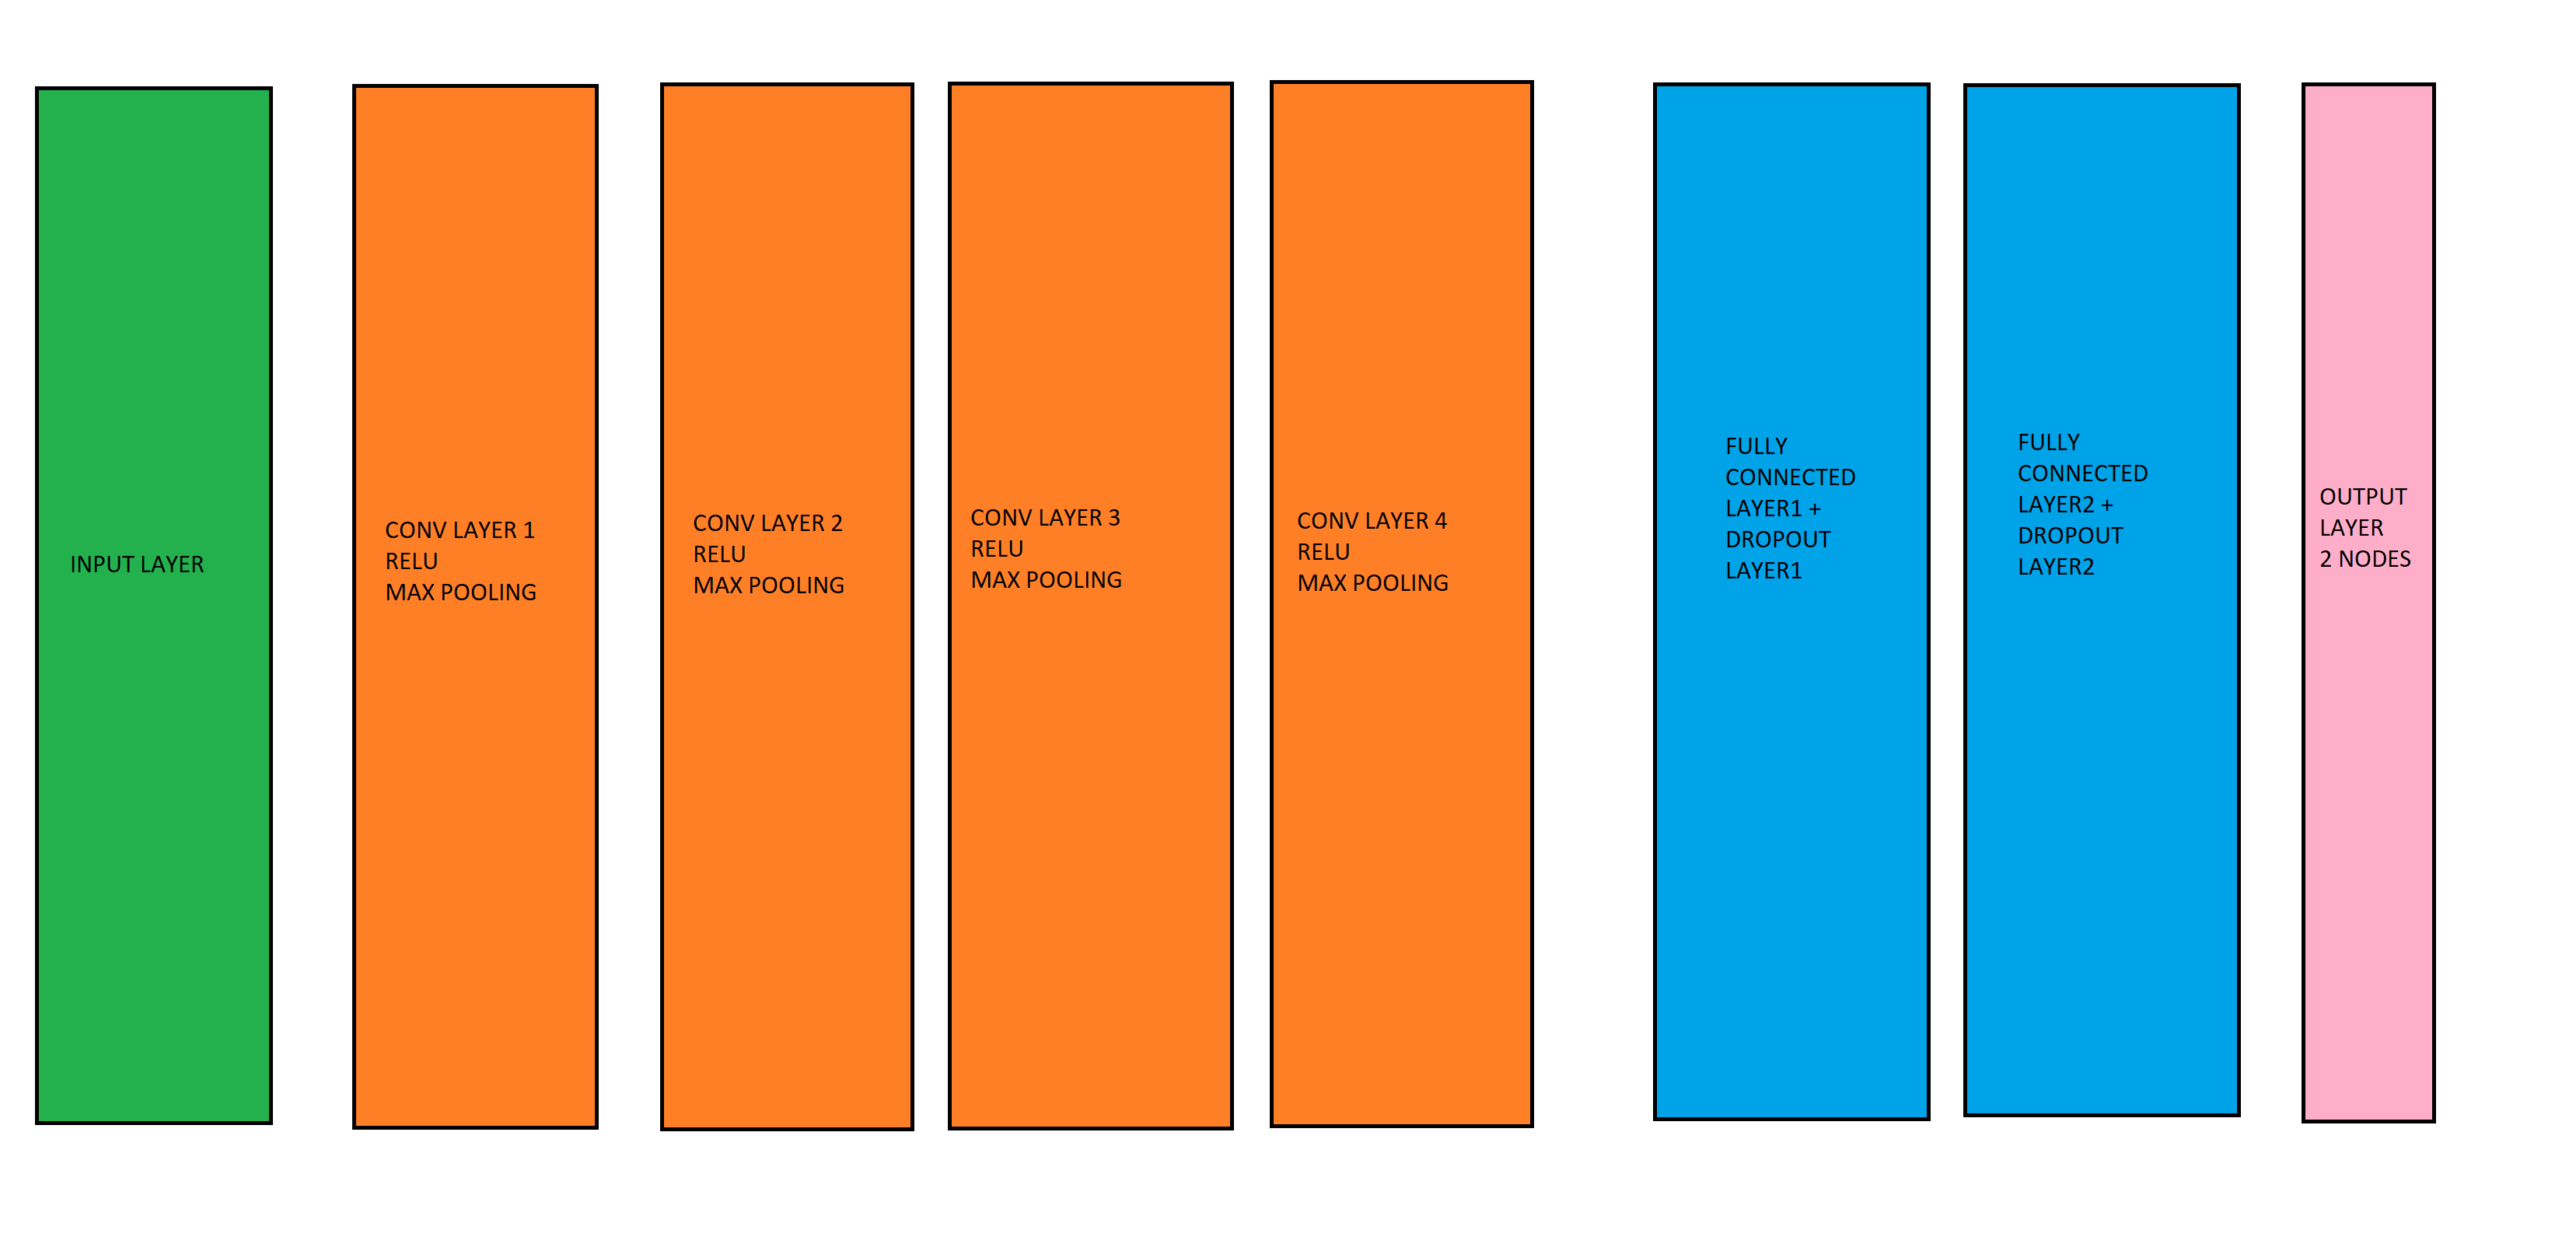 INPUT LAYER
CONV LAYER 1
RELU
MAX POOLING
CONV LAYER 2
RELU
MAX POOLING
CONV LAYER 3
RELU
MAX POOLING
CONV LAYER 4
RELU
MAX POOLING
FULLY
CONNECTED
LAYER1 +
DROPOUT
LAYER1
FULLY
CONNECTED
LAYER2 +
DROPOUT
LAYER2
OUTPUT
LAYER
2 NODES